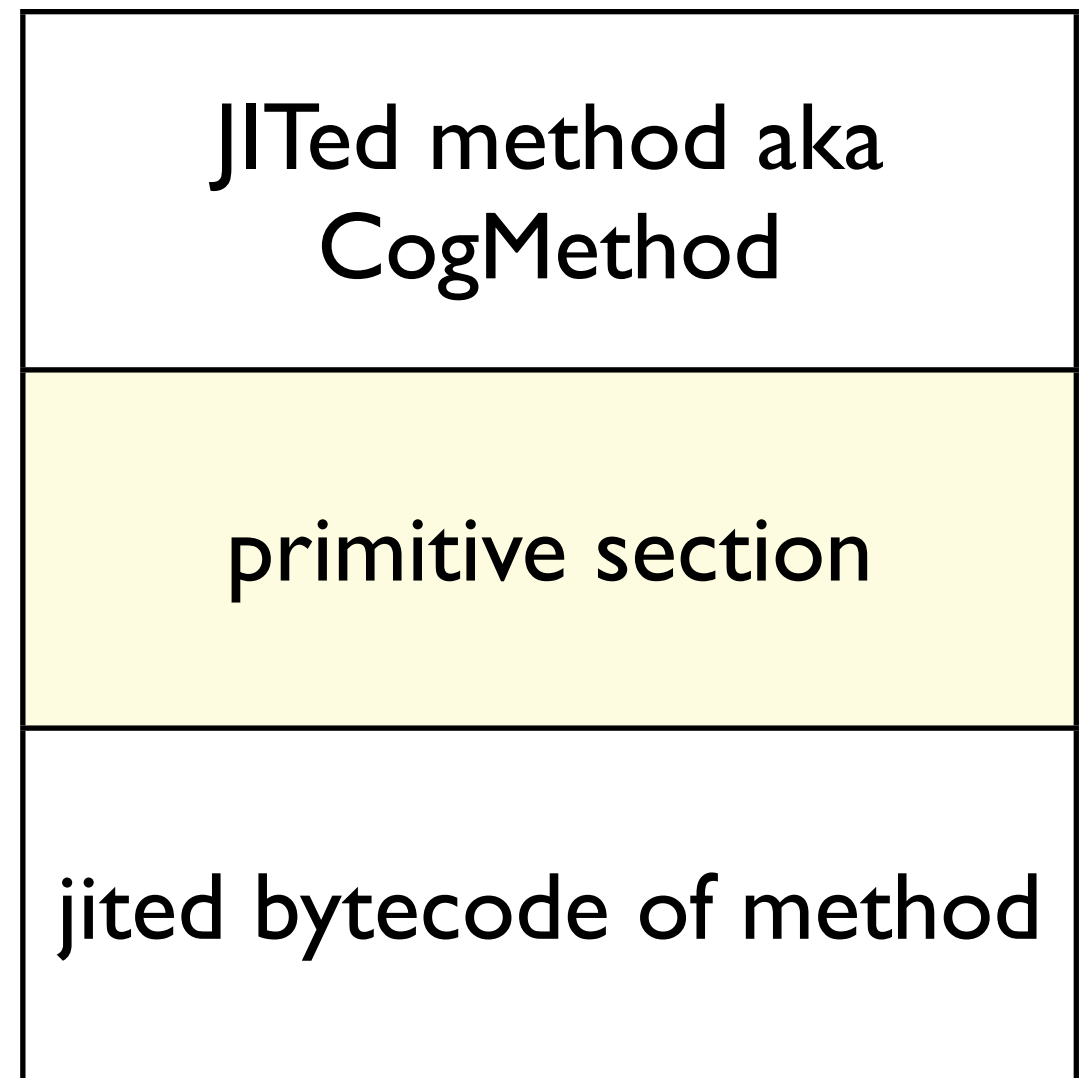 JITed method aka
CogMethod
primitive section
jited bytecode of method